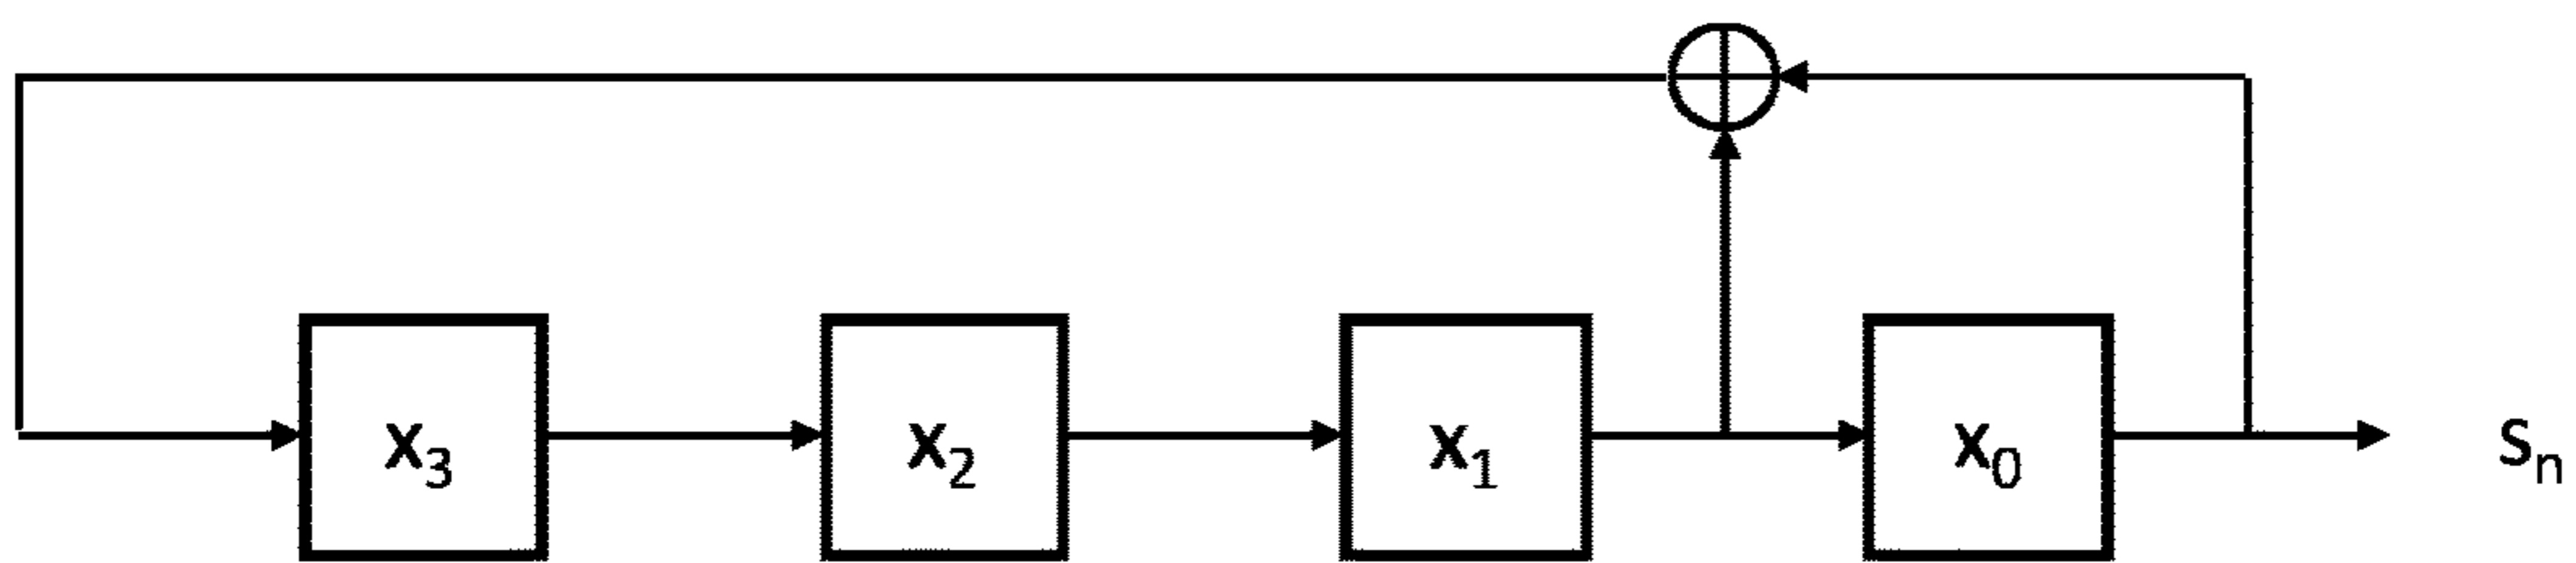 X₃ X₂ X₁ X₀ Sₙ